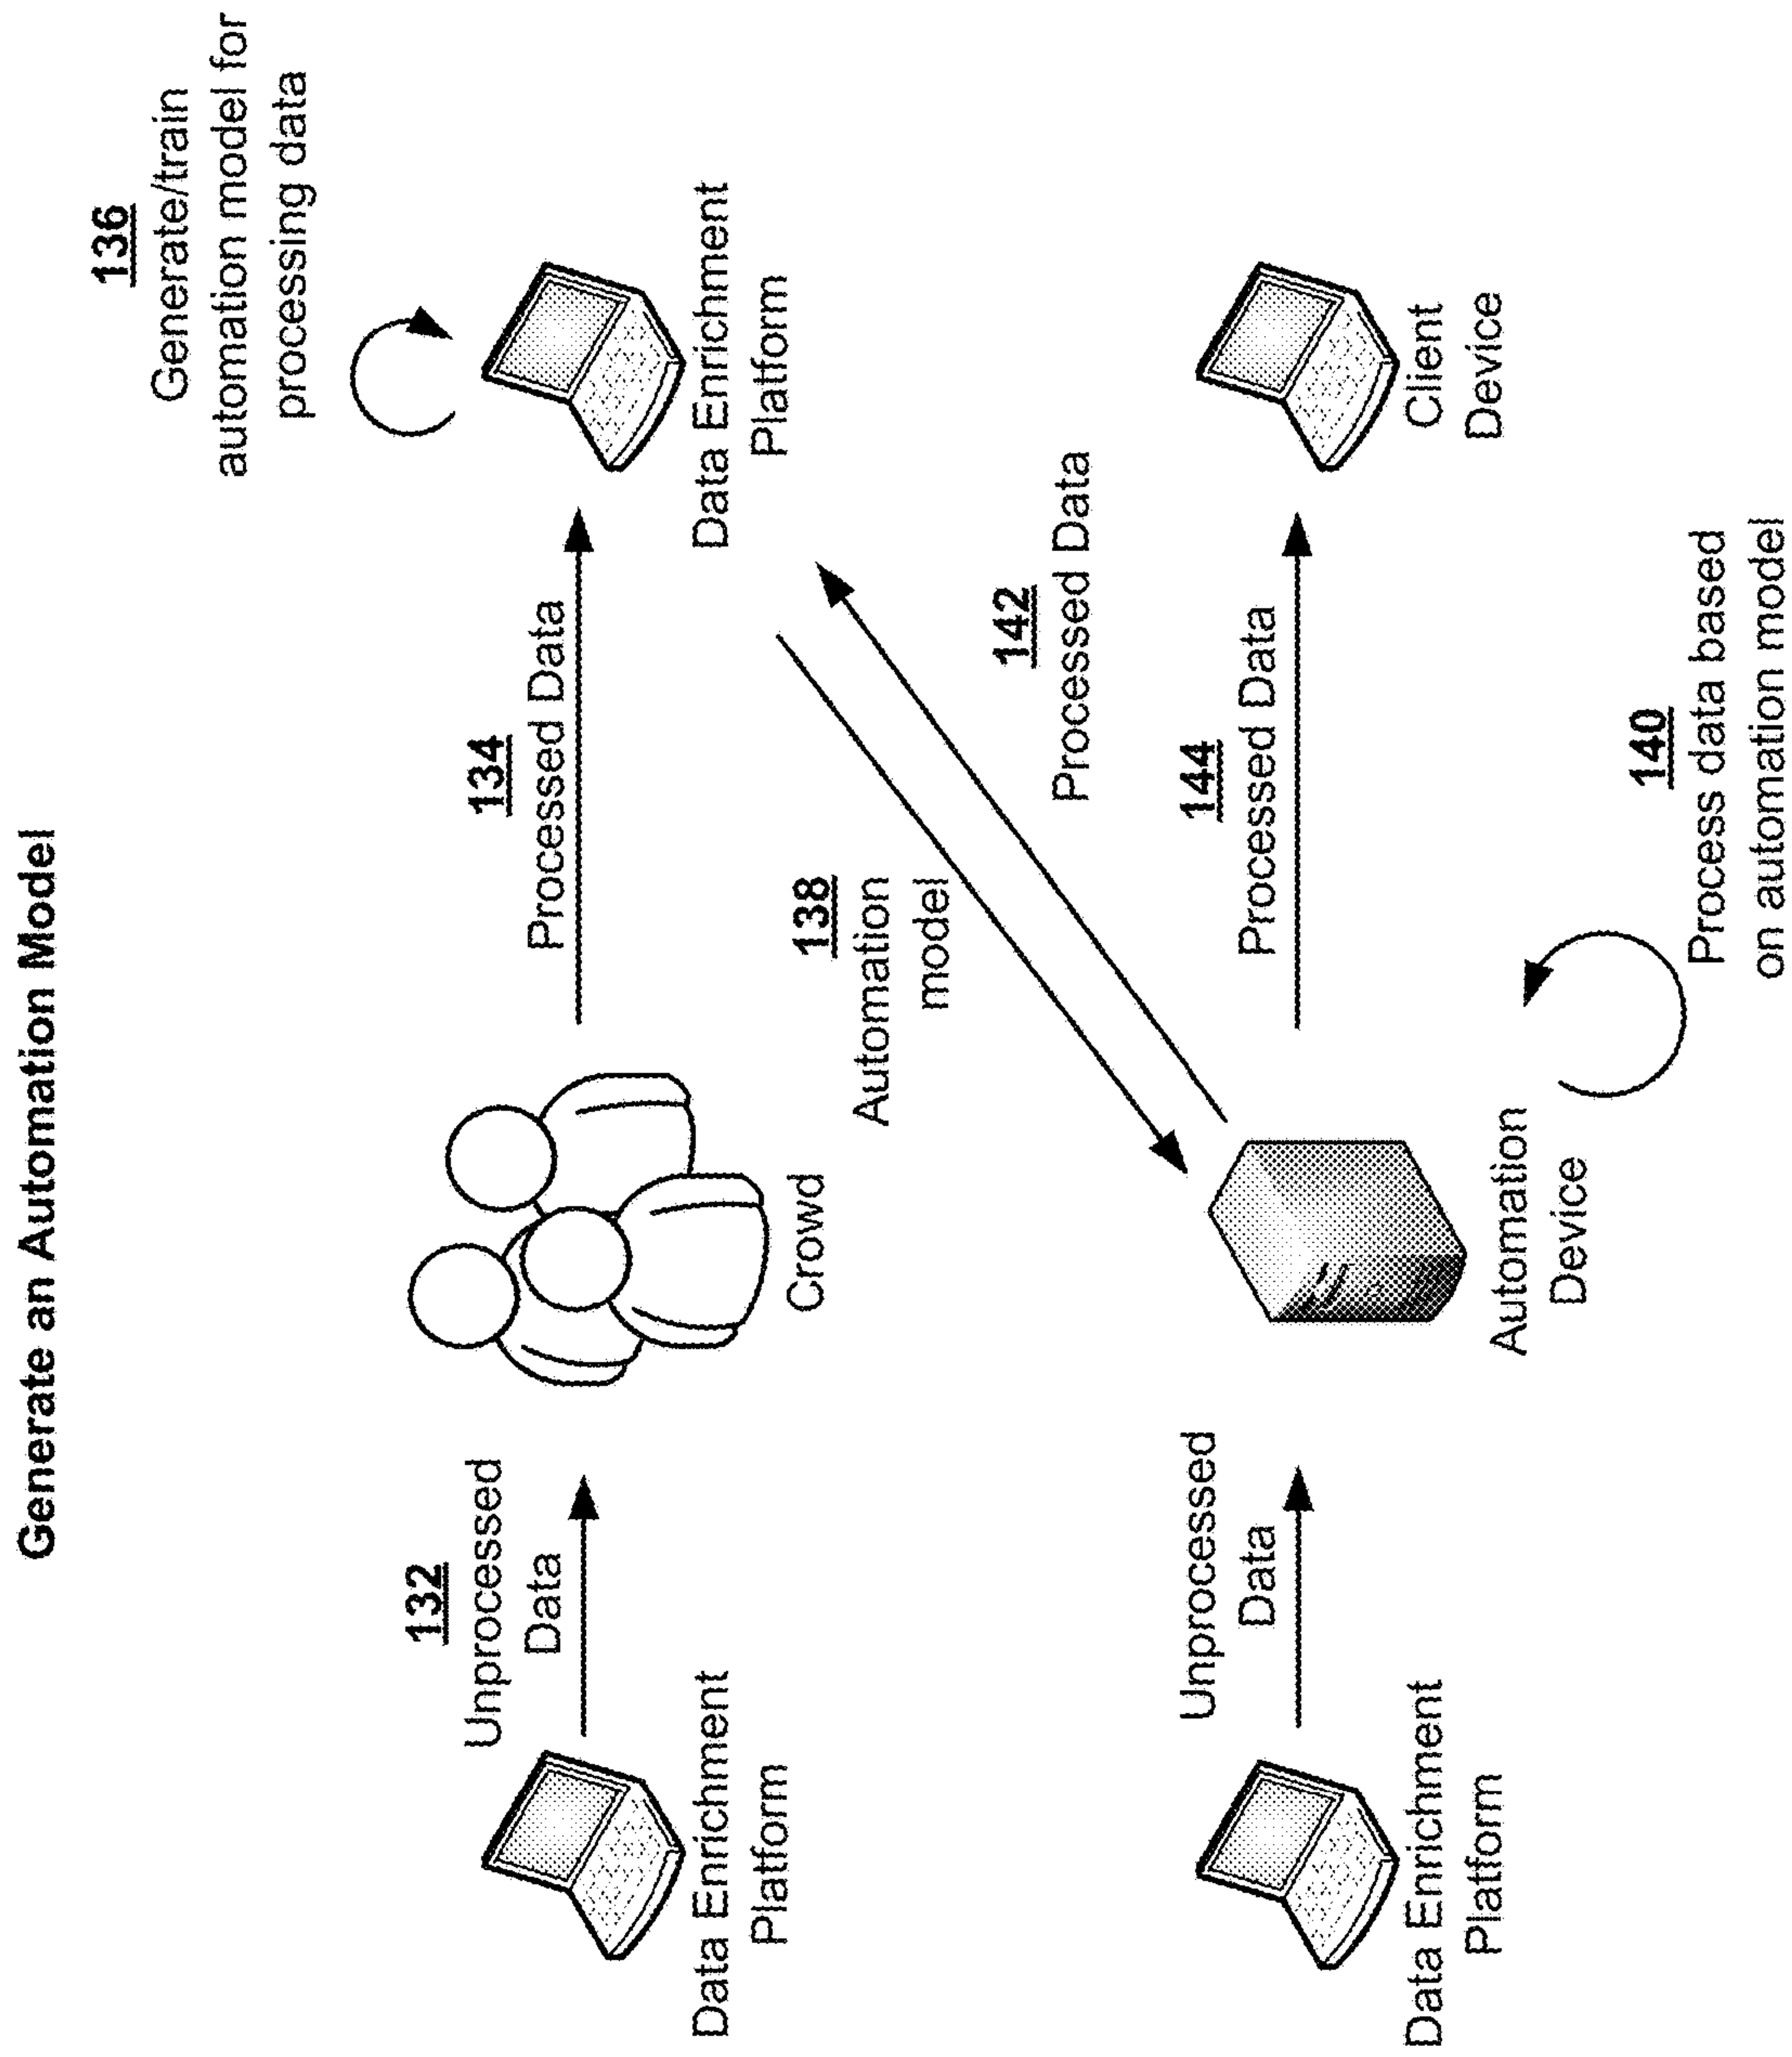 Generate an Automation Model
136
Generate/train
automation model for
processing data
132
Unprocessed
Data
134
Processed Data
Data Enrichment
Platform
Crowd
Data Enrichment
Platform
138
Automation
model
142
Processed Data
Unprocessed
Data
144
Processed Data
Data Enrichment
Platform
Automation
Device
Client
Device
140
Process data based
on automation model